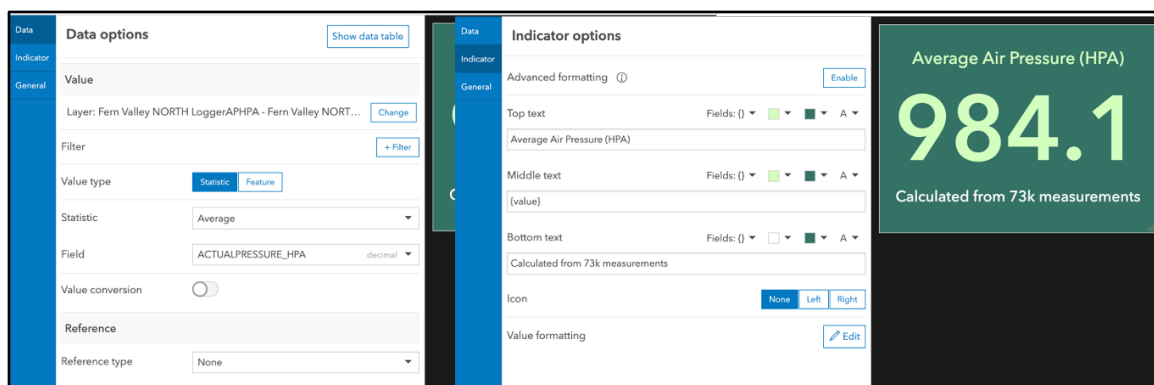 Data
Indicator
General
Data options
Show data table
Value
Layer: Fern Valley NORTH LoggerAPHPA - Fern Valley NORT...
Change
Filter
+ Filter
Value type
Statistic
Feature
Statistic
Average
Field
ACTUALPRESSURE_HPA
decimal
Value conversion
Reference
Reference type
None
C
Data
Indicator
General
Indicator options
Advanced formatting
Enable
Top text
Fields: {}
A
Average Air Pressure (HPA)
Middle text
Fields: {}
A
{value}
Bottom text
Fields: {}
A
Calculated from 73k measurements
Icon
None
Left
Right
Value formatting
Edit
Average Air Pressure (HPA)
984.1
Calculated from 73k measurements